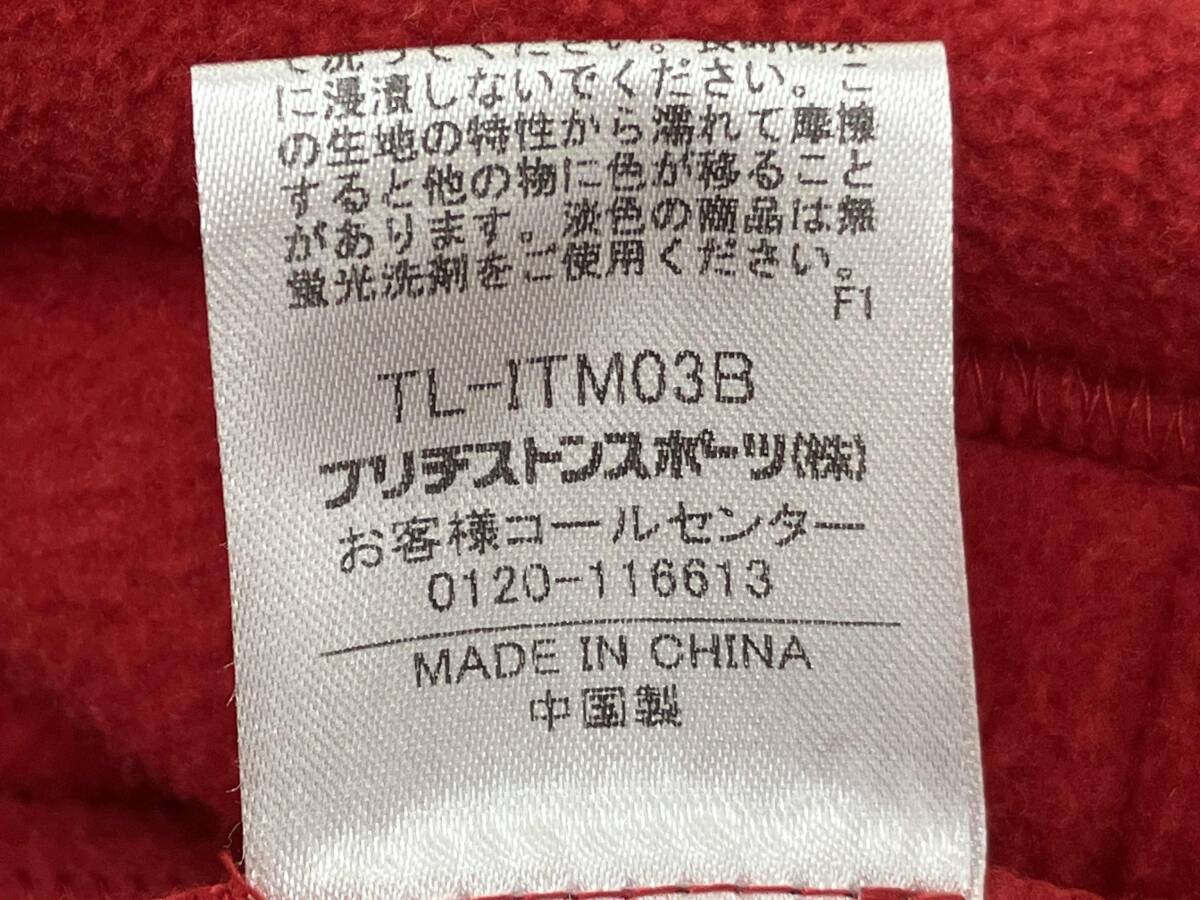 に浸漬しないでください。こ
の生地の特性から濡れて摩擦
すると他の物に色が移ること
があります。淡色の商品は無
蛍光洗剤をご使用ください。
F1
TL-ITM03B
ブリヂストンスポーツ(株)
お客様コールセンター
0120-116613
MADE IN CHINA
中国製